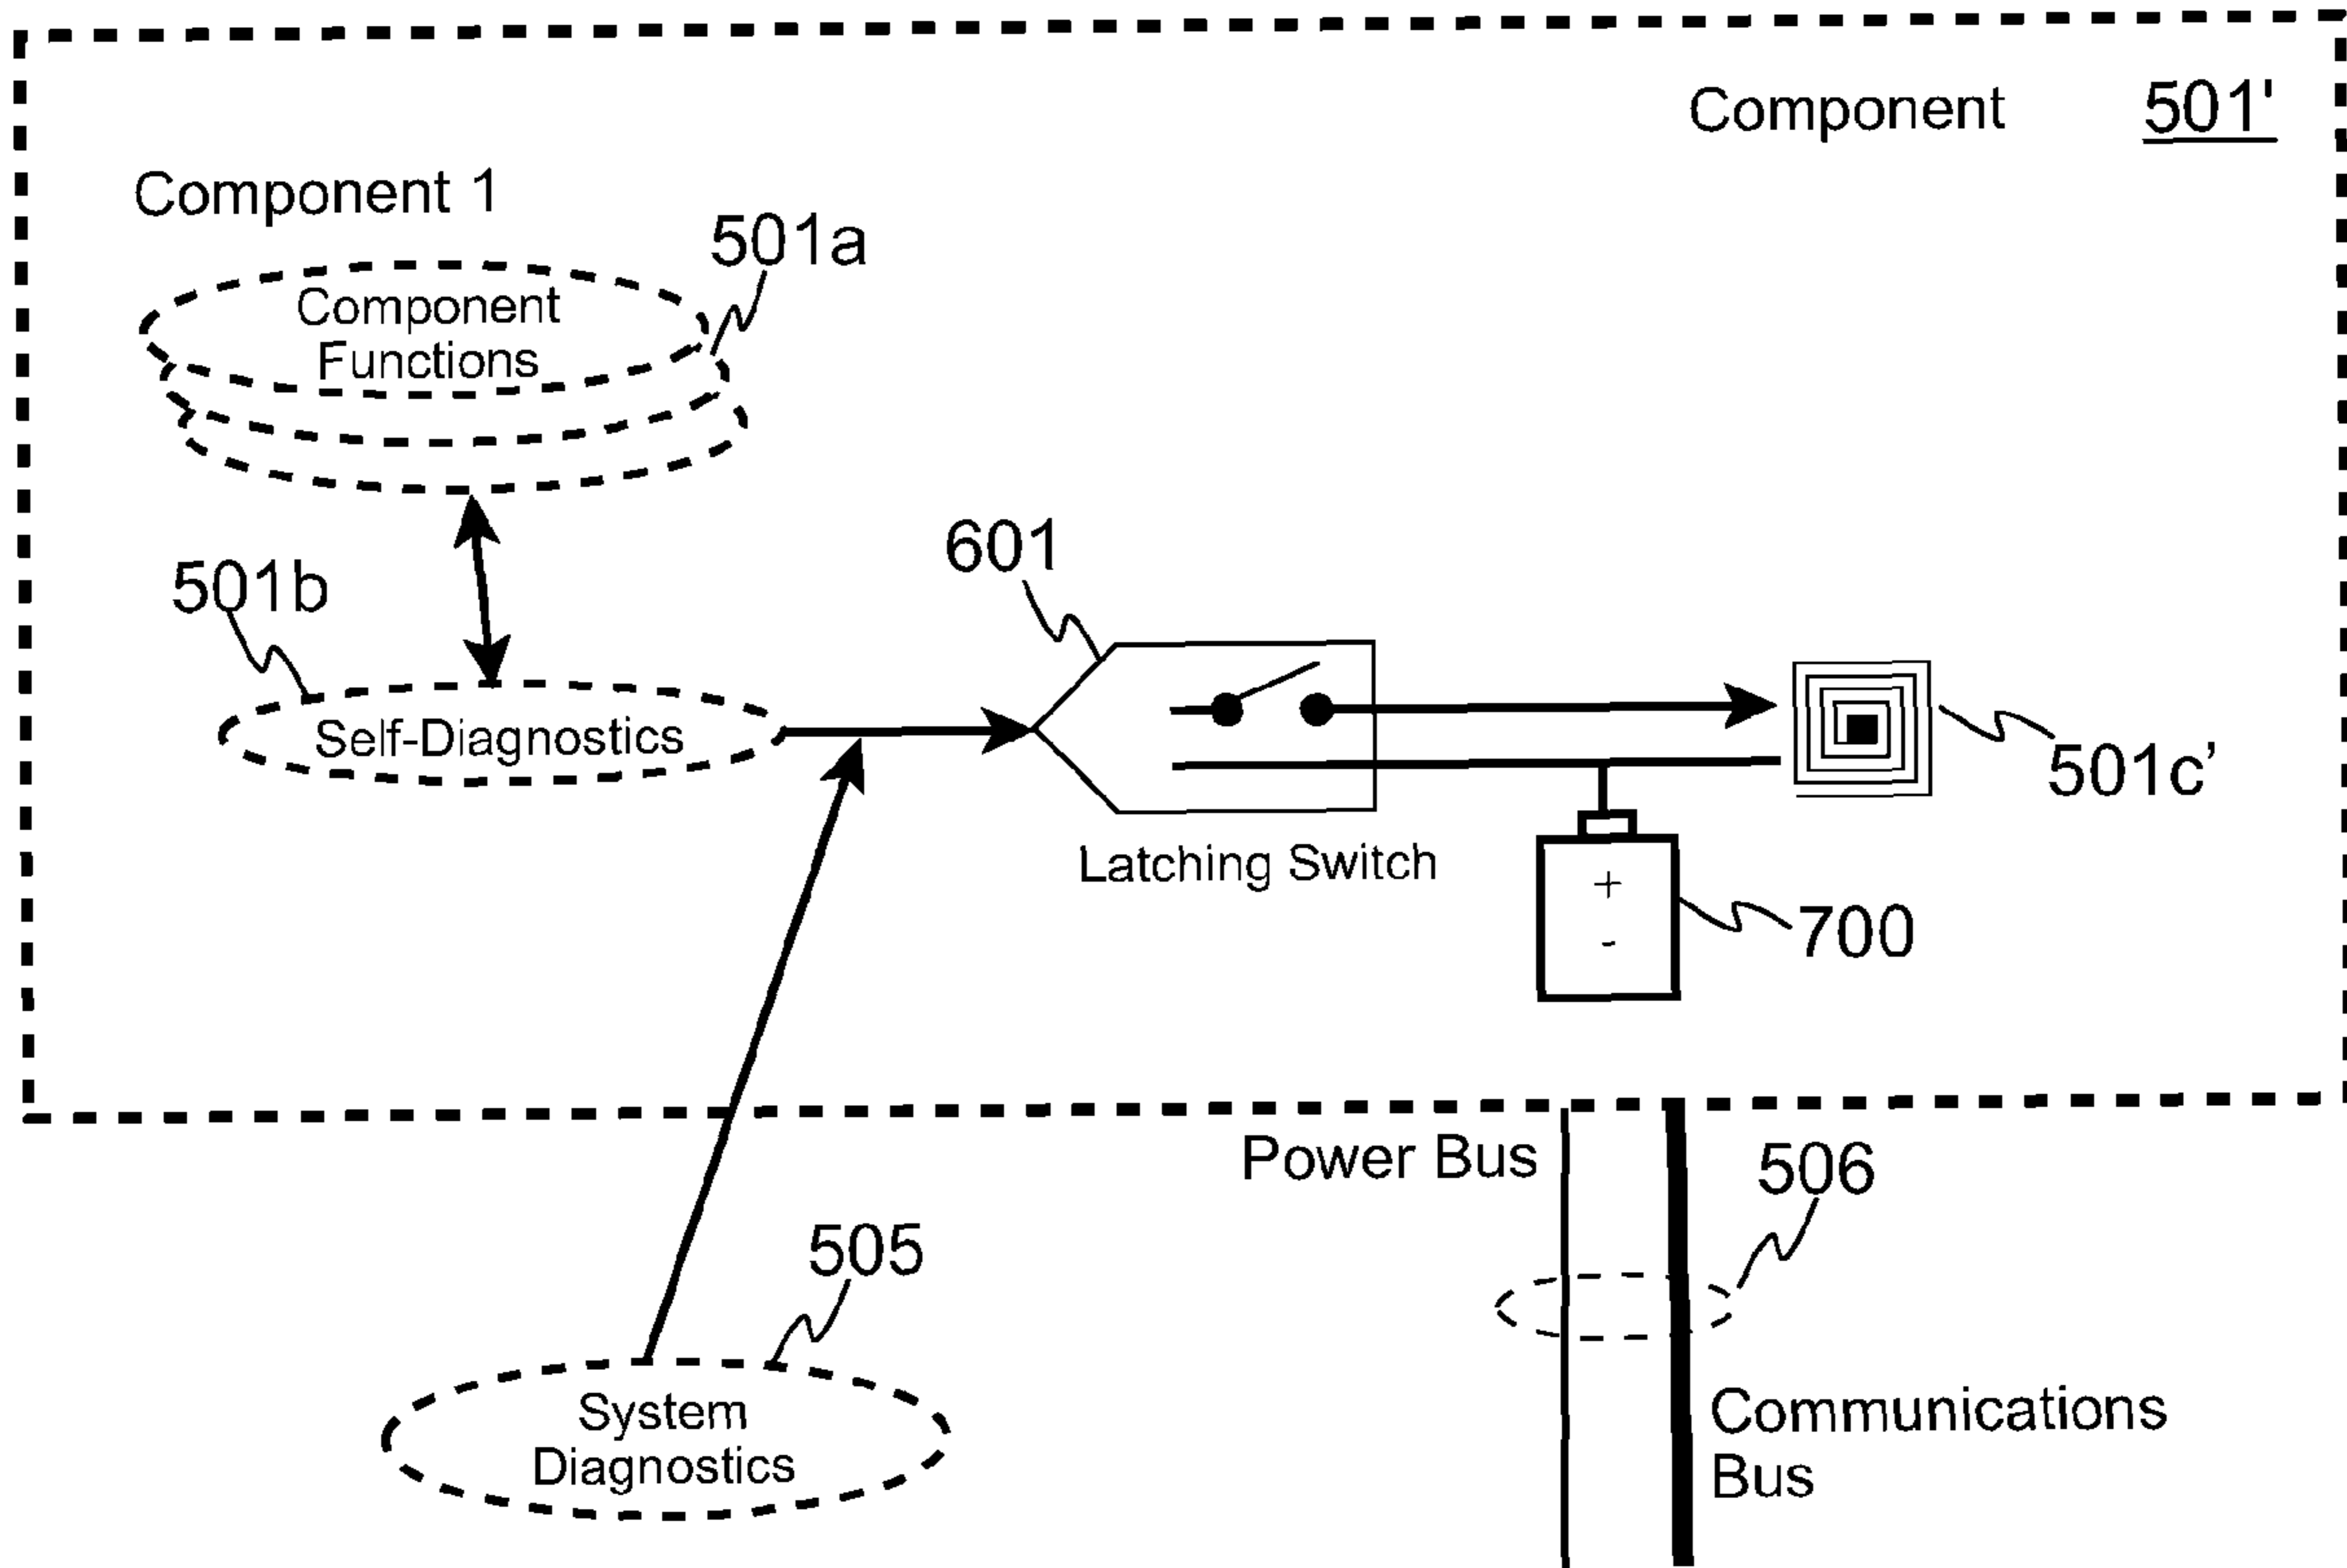 Component 501'
Component 1
501a
Component
Functions
501b
601
Self-Diagnostics
501c’
Latching Switch
+
-
700
Power Bus
506
505
System
Diagnostics
Communications
Bus